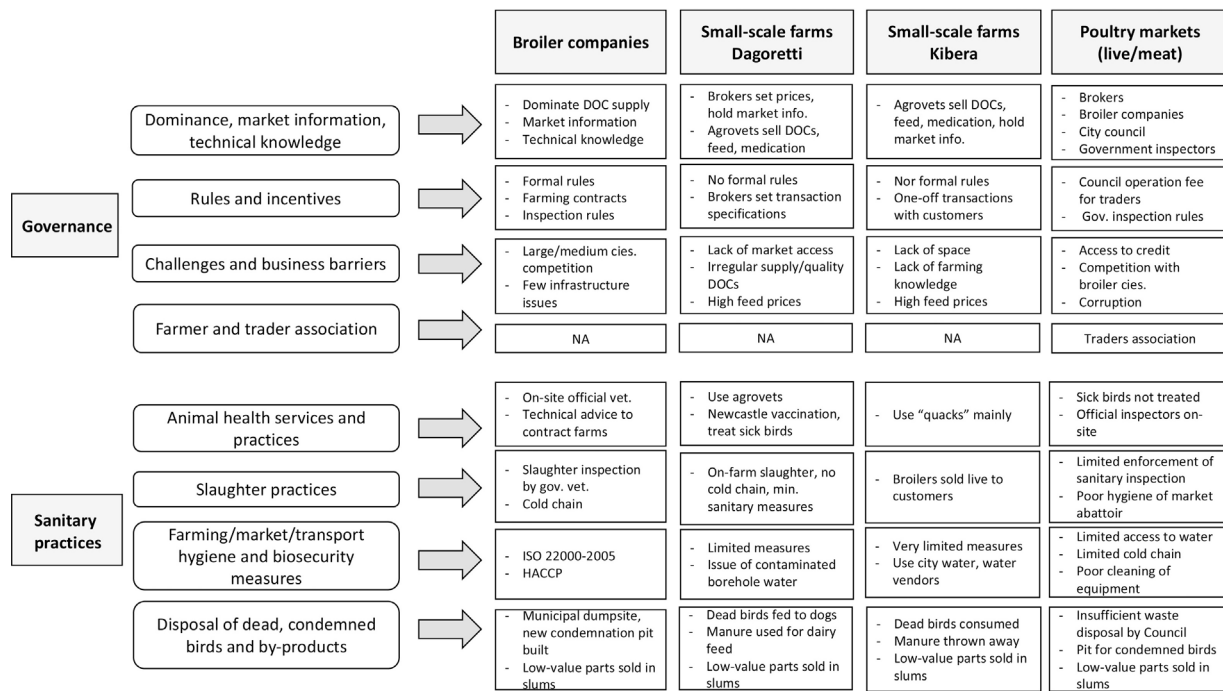 Broiler companies
Small-scale farms
Dagoretti
Small-scale farms
Kibera
Poultry markets
(live/meat)
Governance
Dominance, market information,
technical knowledge
- Dominate DOC supply
- Market information
- Technical knowledge
- Brokers set prices,
hold market info.
- Agrovets sell DOCs,
feed, medication
- Agrovets sell DOCs,
feed, medication, hold
market info.
- Brokers
- Broiler companies
- City council
- Government inspectors
Rules and incentives
- Formal rules
- Farming contracts
- Inspection rules
- No formal rules
- Brokers set transaction
specifications
- Nor formal rules
- One-off transactions
with customers
- Council operation fee
for traders
- Gov. inspection rules
Challenges and business barriers
- Large/medium cies.
competition
- Few infrastructure
issues
- Lack of market access
- Irregular supply/quality
DOCs
- High feed prices
- Lack of space
- Lack of farming
knowledge
- High feed prices
- Access to credit
- Competition with
broiler cies.
- Corruption
Farmer and trader association
NA
NA
NA
Traders association
Sanitary
practices
Animal health services and
practices
- On-site official vet.
- Technical advice to
contract farms
- Use agrovets
- Newcastle vaccination,
treat sick birds
- Use “quacks” mainly
- Sick birds not treated
- Official inspectors on-
site
Slaughter practices
- Slaughter inspection
by gov. vet.
- Cold chain
- On-farm slaughter, no
cold chain, min.
sanitary measures
- Broilers sold live to
customers
- Limited enforcement of
sanitary inspection
- Poor hygiene of market
abattoir
Farming/market/transport
hygiene and biosecurity
measures
- ISO 22000-2005
- HACCP
- Limited measures
- Issue of contaminated
borehole water
- Very limited measures
- Use city water, water
vendors
- Limited access to water
- Limited cold chain
- Poor cleaning of
equipment
Disposal of dead, condemned
birds and by-products
- Municipal dumpsite,
new condemnation pit
built
- Low-value parts sold in
slums
- Dead birds fed to dogs
- Manure used for dairy
feed
- Low-value parts sold in
slums
- Dead birds consumed
- Manure thrown away
- Low-value parts sold in
slums
- Insufficient waste
disposal by Council
- Pit for condemned birds
- Low-value parts sold in
slums